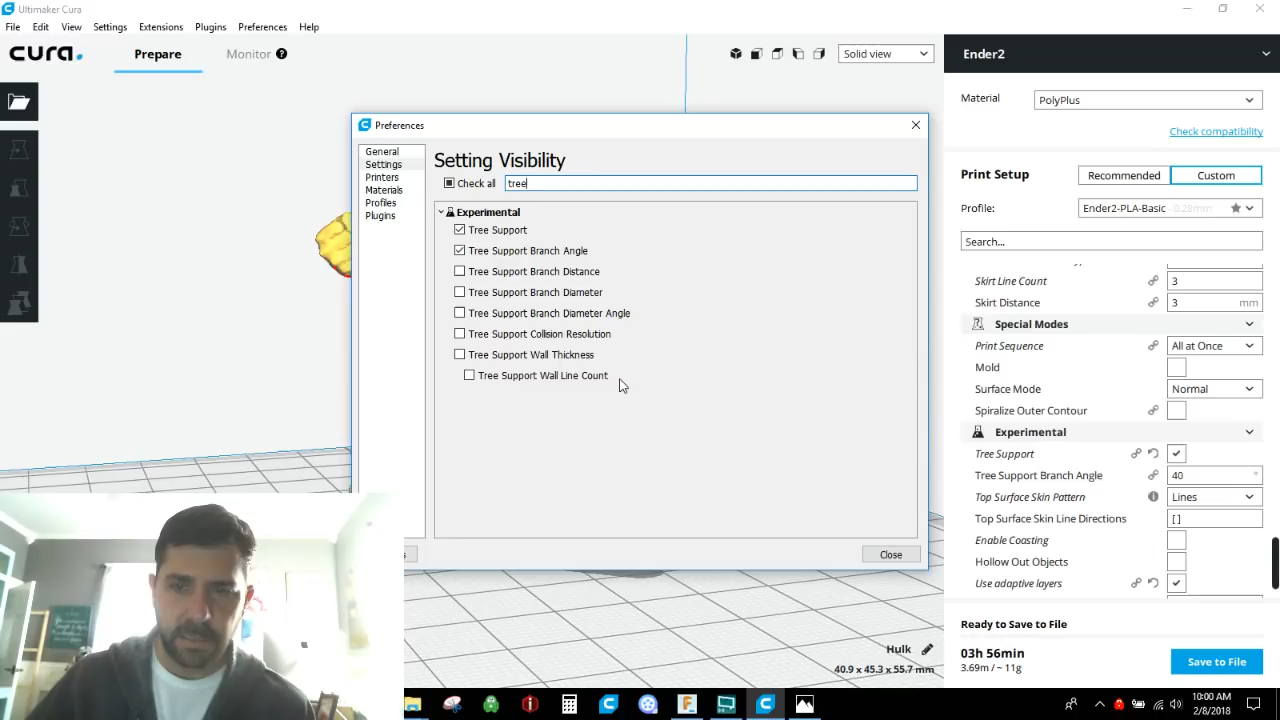 Ultimaker Cura
File Edit View Settings Extensions Plugins Preferences Help
cura. Prepare Monitor ?
Solid view
Ender2
Material PolyPlus
Check compatibility
Print Setup Recommended Custom
Profile: Ender2-PLA-Basic - 0.28mm
Search...
Skirt Line Count 3
Skirt Distance 3 mm
Special Modes
Print Sequence All at Once
Mold
Surface Mode Normal
Spiralize Outer Contour
Experimental
Tree Support
Tree Support Branch Angle 40 °
Top Surface Skin Pattern Lines
Top Surface Skin Line Directions [ ]
Enable Coasting
Hollow Out Objects
Use adaptive layers
Ready to Save to File
03h 56min
3.69m / ~ 11g
Save to File
Preferences
General
Settings
Printers
Materials
Profiles
Plugins
Setting Visibility
Check all tree
Experimental
Tree Support
Tree Support Branch Angle
Tree Support Branch Distance
Tree Support Branch Diameter
Tree Support Branch Diameter Angle
Tree Support Collision Resolution
Tree Support Wall Thickness
Tree Support Wall Line Count
Close
Hulk
40.9 x 45.3 x 55.7 mm
10:00 AM
2/8/2018